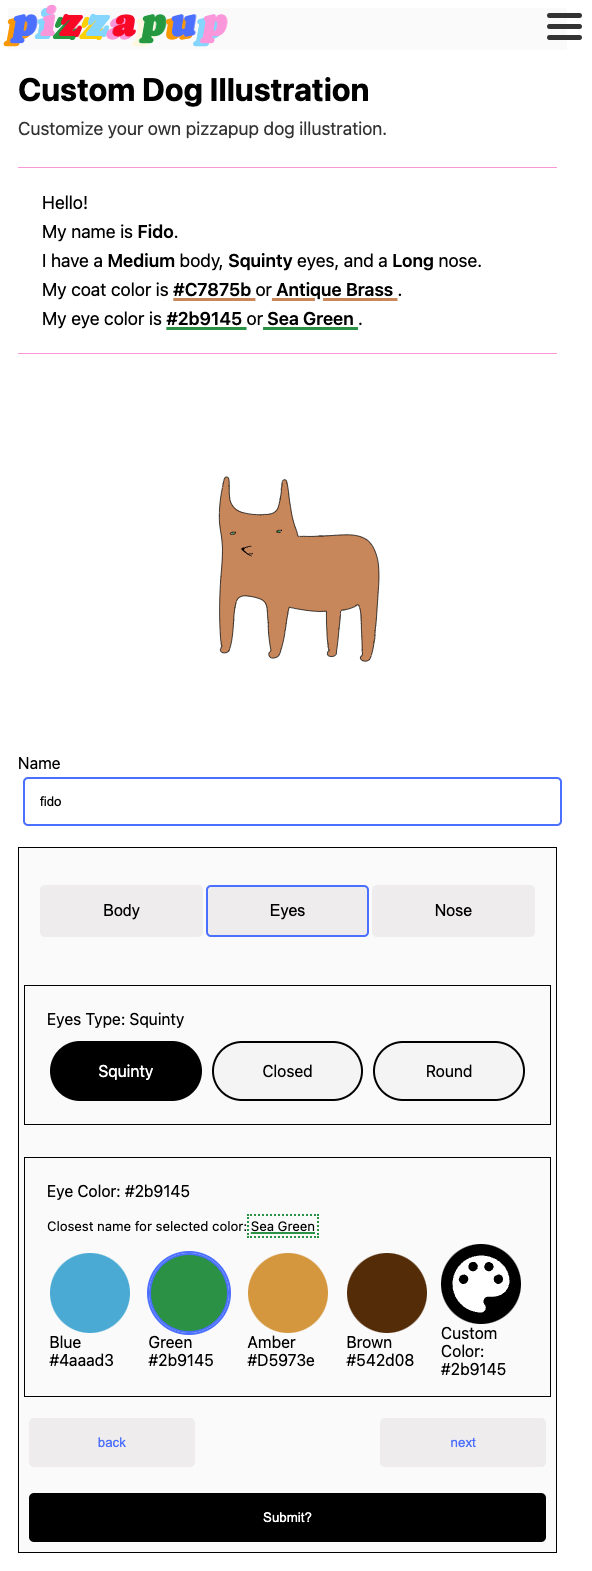 pizza pup
Custom Dog Illustration
Customize your own pizzapup dog illustration.
Hello!
My name is Fido.
I have a Medium body, Squinty eyes, and a Long nose.
My coat color is #C7875b or Antique Brass .
My eye color is #2b9145 or Sea Green .
Name
fido
Body Eyes Nose
Eyes Type: Squinty
Squinty Closed Round
Eye Color: #2b9145
Closest name for selected color: Sea Green
Blue
#4aaad3
Green
#2b9145
Amber
#D5973e
Brown
#542d08
Custom
Color:
#2b9145
back next
Submit?